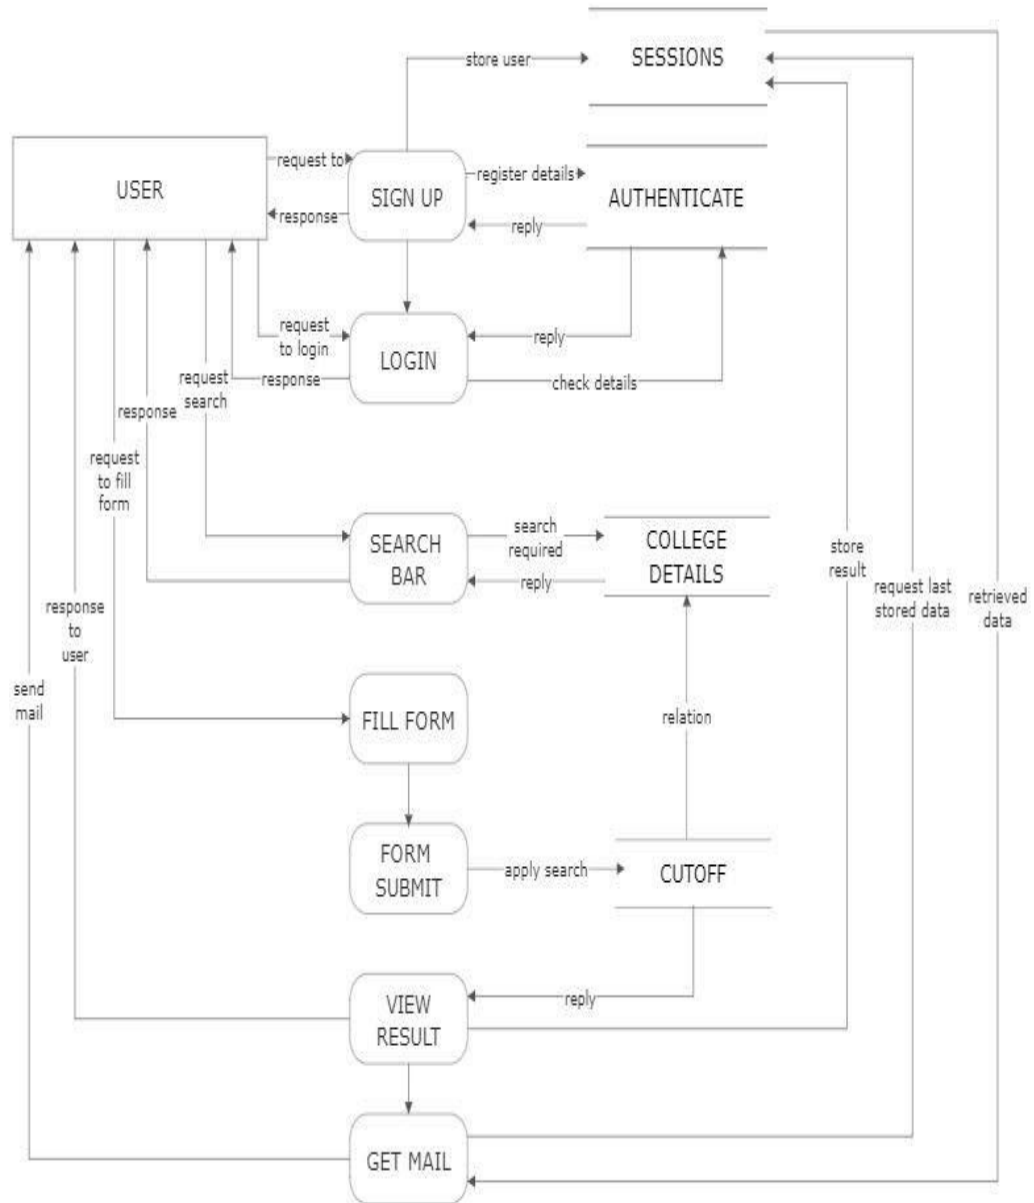 SESSIONS
store user
USER
request to
SIGN UP
register details
AUTHENTICATE
response
reply
request
to login
LOGIN
reply
response
check details
request
search
response
request
to fill
form
SEARCH
BAR
search
required
COLLEGE
DETAILS
reply
store
result
request last
stored data
retrieved
data
response
to
user
send
mail
FILL FORM
relation
FORM
SUBMIT
apply search
CUTOFF
VIEW
RESULT
reply
GET MAIL